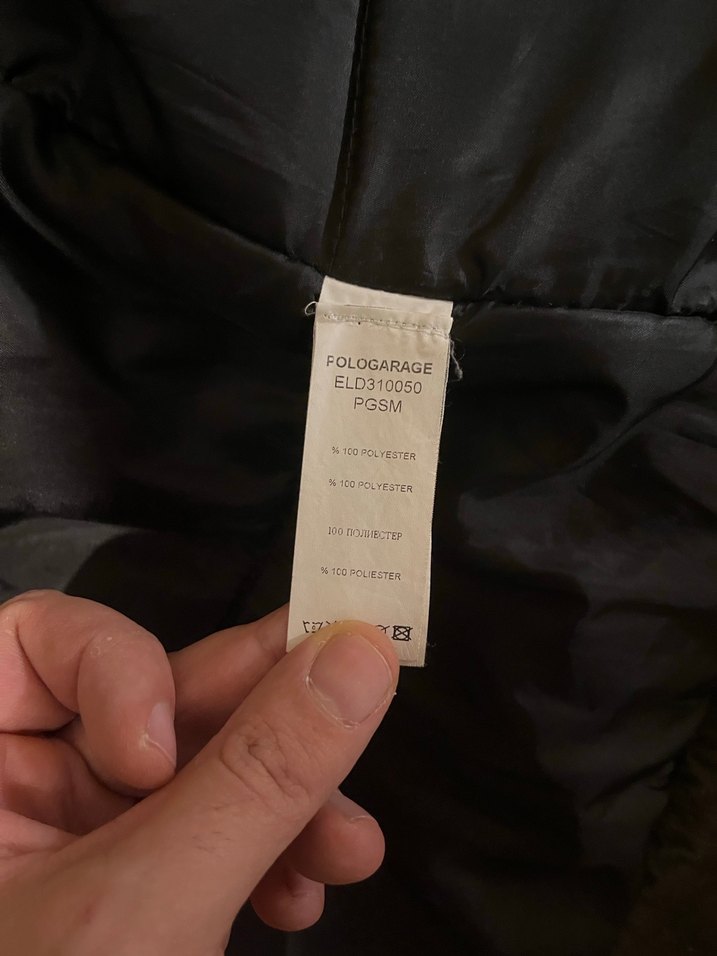 POLOGARAGE
ELD310050
PGSM
% 100 POLYESTER
% 100 POLYESTER
100 ПОЛИЕСТЕР
% 100 POLIESTER